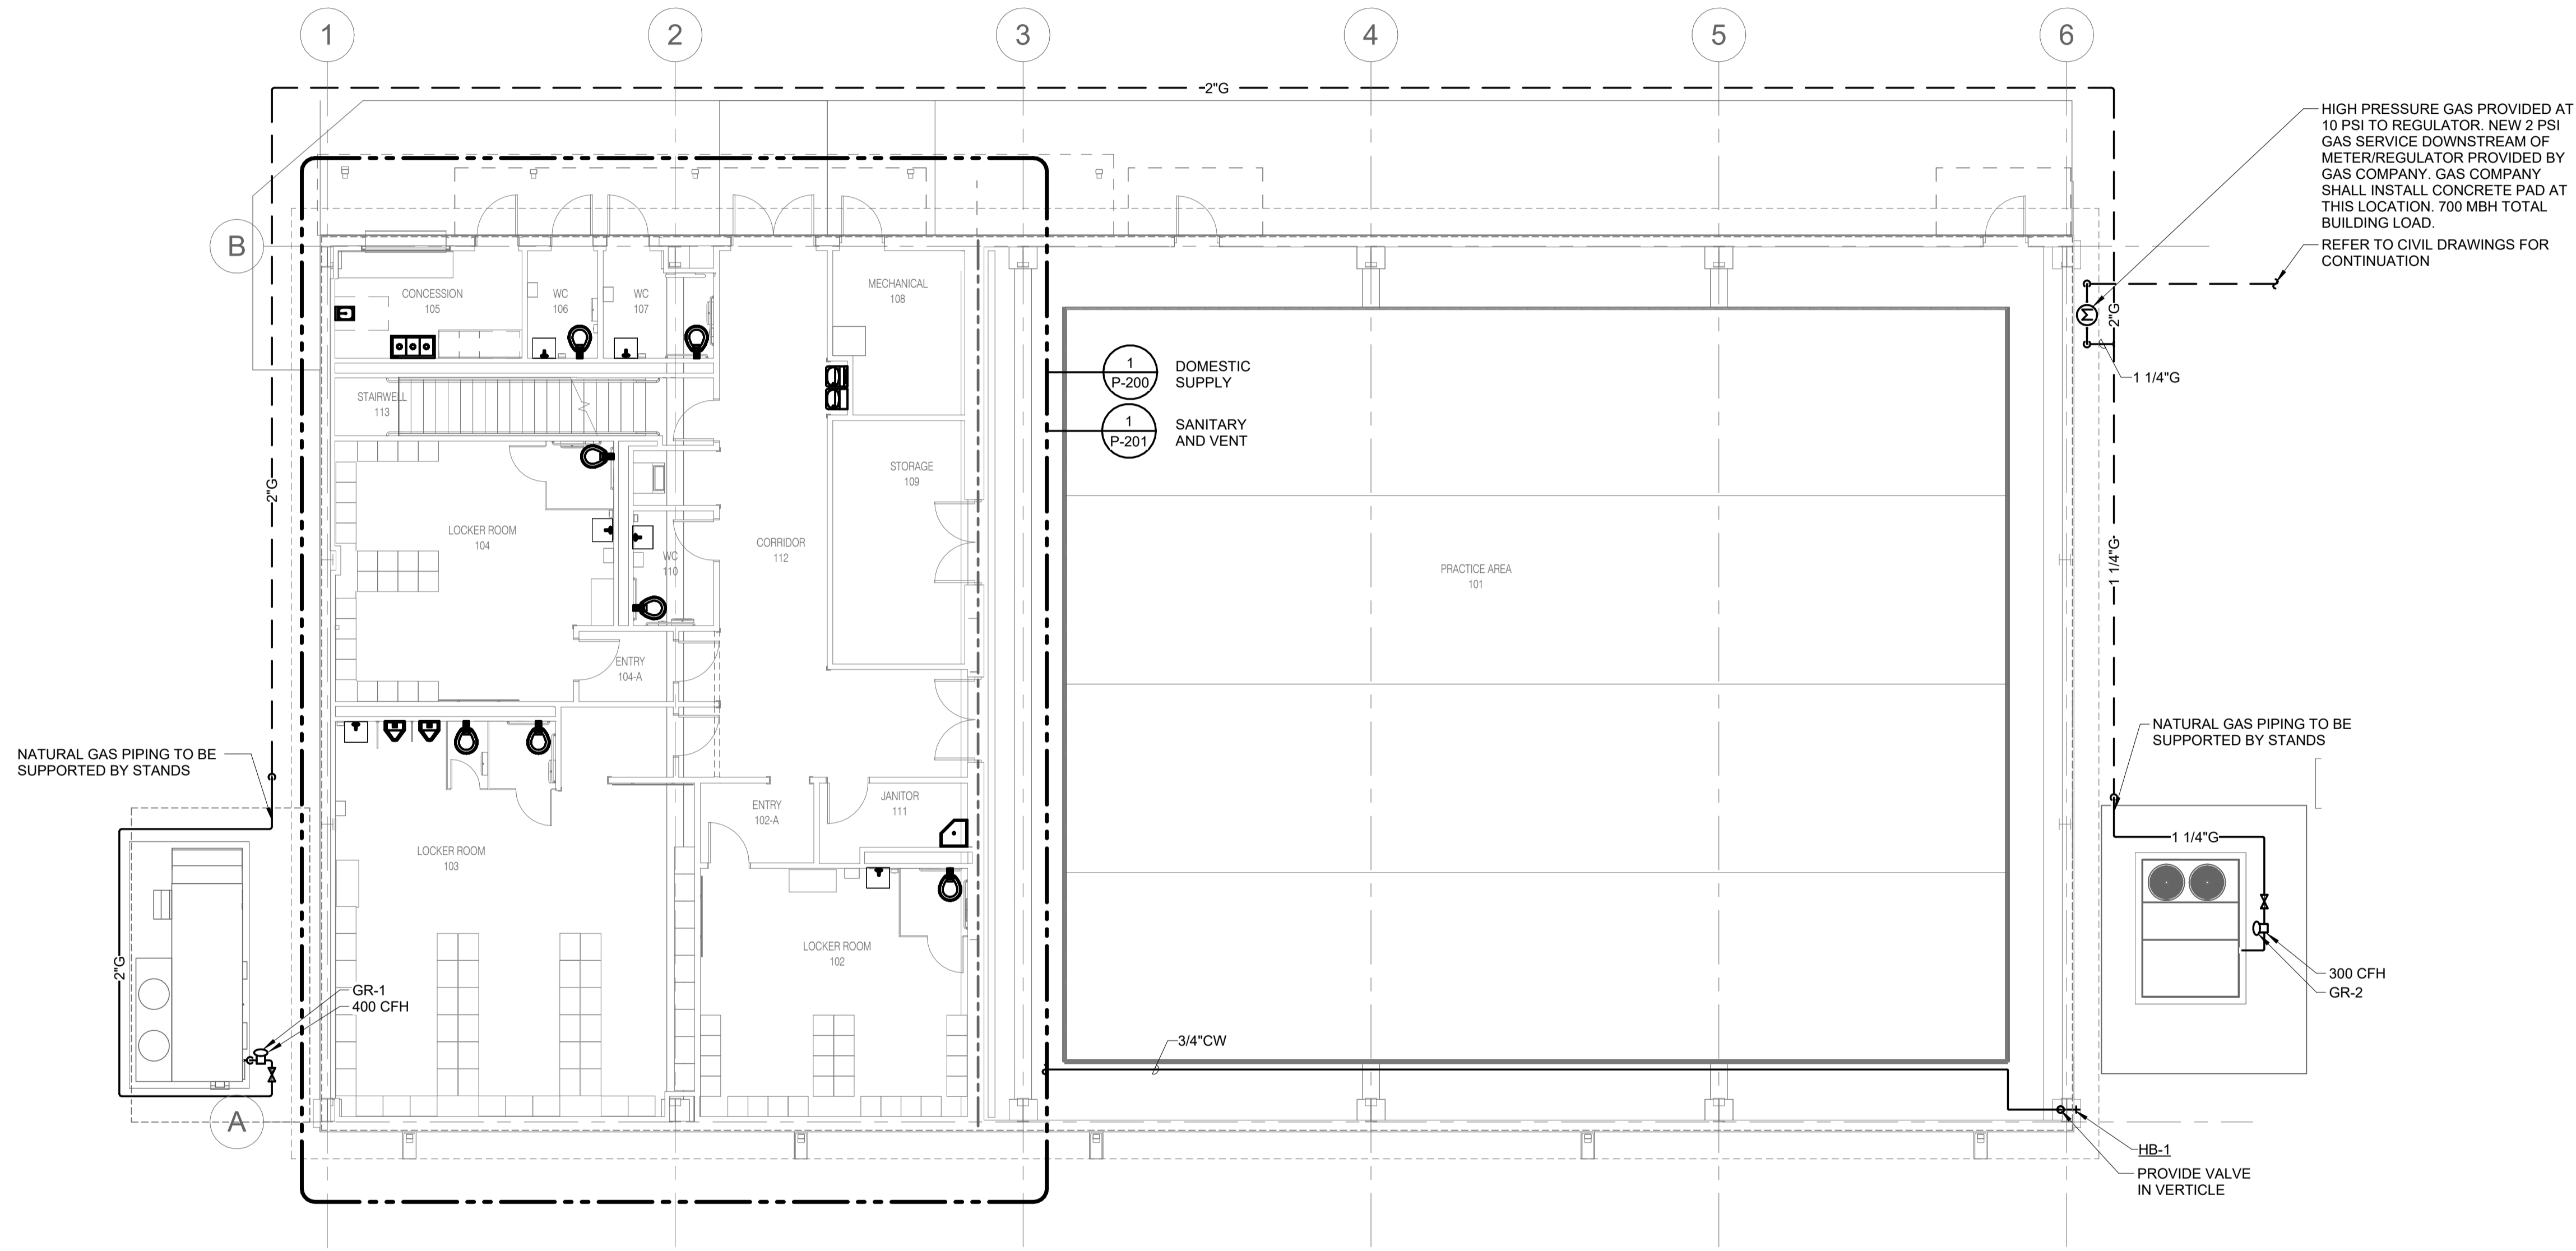 1
2
3
4
5
6
2"G
HIGH PRESSURE GAS PROVIDED AT
10 PSI TO REGULATOR. NEW 2 PSI
GAS SERVICE DOWNSTREAM OF
METER/REGULATOR PROVIDED BY
GAS COMPANY. GAS COMPANY
SHALL INSTALL CONCRETE PAD AT
THIS LOCATION. 700 MBH TOTAL
BUILDING LOAD.
REFER TO CIVIL DRAWINGS FOR
CONTINUATION
B
CONCESSION
105
WC
106
WC
107
MECHANICAL
108
M
2"G
1 1/4"G
1
P-200
DOMESTIC
SUPPLY
1
P-201
SANITARY
AND VENT
STAIRWELL
113
2"G
STORAGE
109
LOCKER ROOM
104
WC
110
CORRIDOR
112
PRACTICE AREA
101
1 1/4"G
ENTRY
104-A
NATURAL GAS PIPING TO BE
SUPPORTED BY STANDS
NATURAL GAS PIPING TO BE
SUPPORTED BY STANDS
ENTRY
102-A
JANITOR
111
1 1/4"G
LOCKER ROOM
103
LOCKER ROOM
102
2"G
GR-1
400 CFH
300 CFH
GR-2
3/4"CW
A
HB-1
PROVIDE VALVE
IN VERTICLE